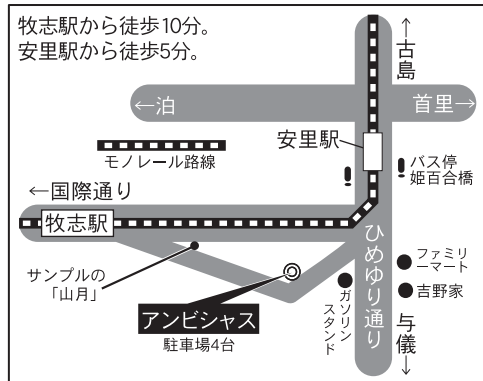 牧志駅から徒歩10分。
安里駅から徒歩5分。
←古島
←泊
首里→
モノレール路線
安里駅
バス停
姫百合橋
←国際通り
牧志駅
ひめゆり通り
サンプルの
「山月」
アンビシャス
駐車場4台
ガソリン
スタンド
ファミリ
ーマート
吉野家
与儀→